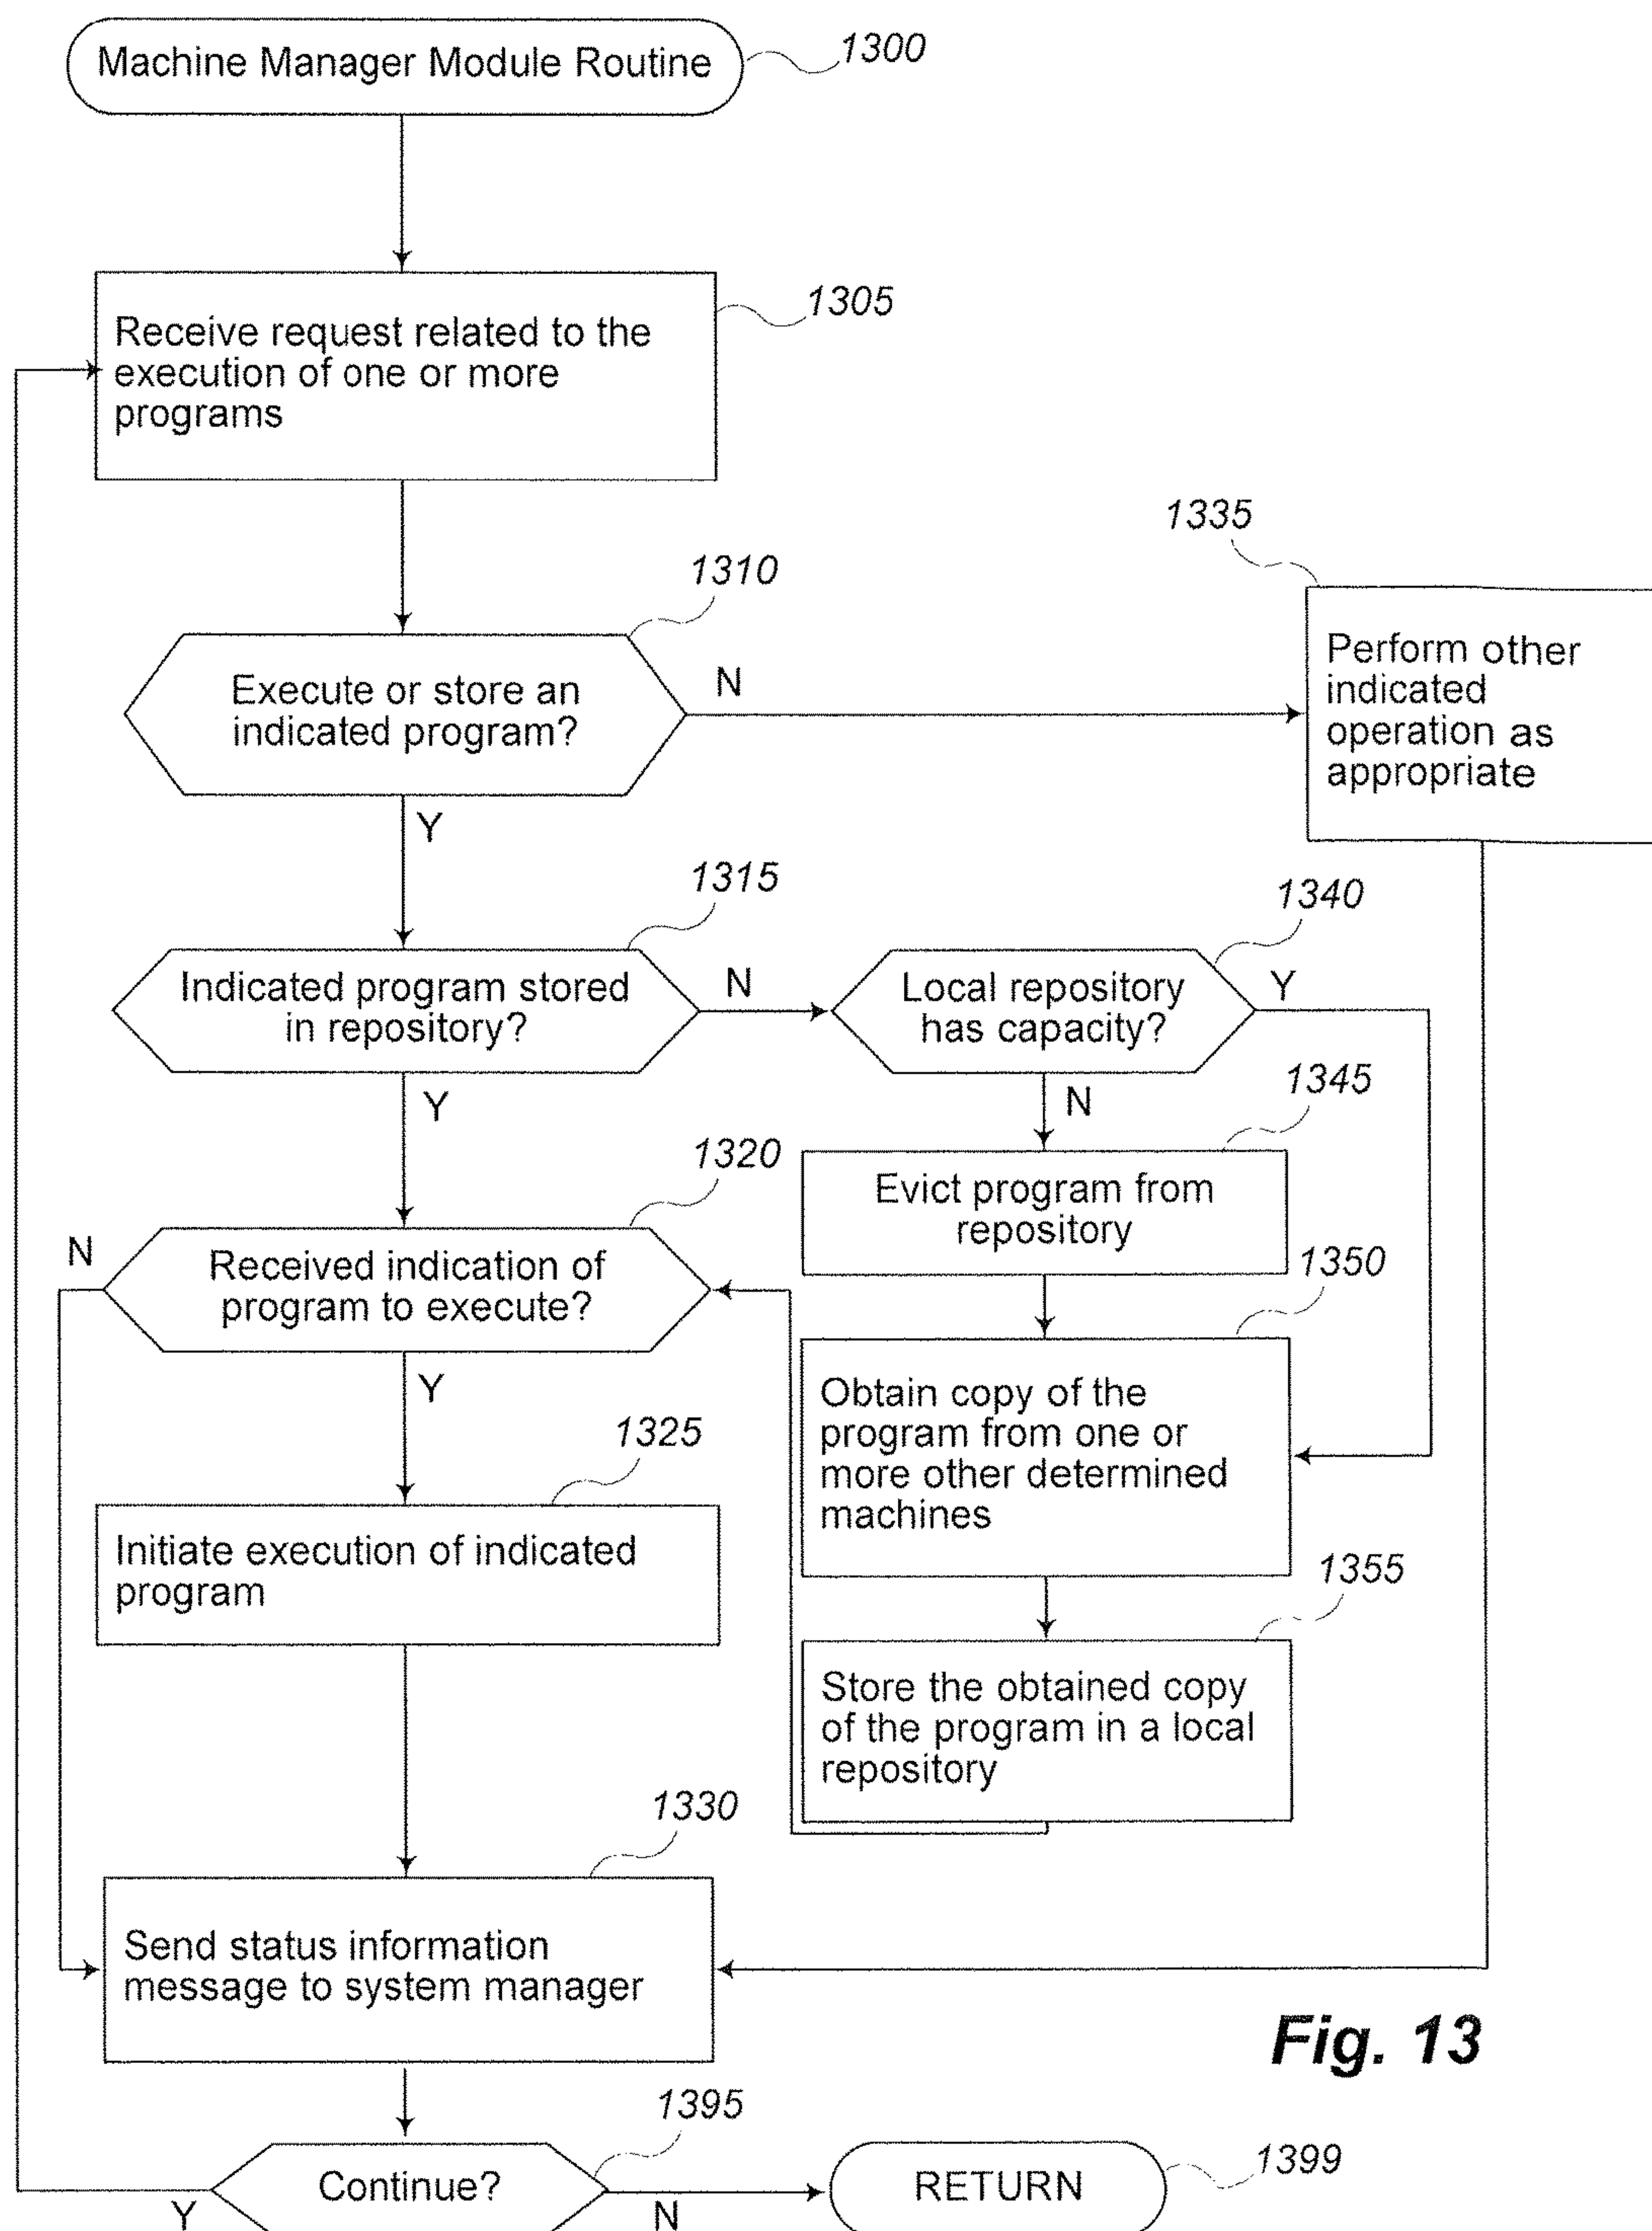 Machine Manager Module Routine
1300
1305
Receive request related to the
execution of one or more
programs
1335
1310
Perform other
indicated
operation as
appropriate
Execute or store an
indicated program?
N
Y
1315
1340
Indicated program stored
in repository?
N
Local repository
has capacity?
Y
Y
N
1345
1320
Evict program from
repository
N
Received indication of
program to execute?
1350
Y
Obtain copy of the
program from one or
more other determined
machines
1325
Initiate execution of indicated
program
1355
Store the obtained copy
of the program in a local
repository
1330
Send status information
message to system manager
Fig. 13
1395
Continue?
Y
N
RETURN
1399